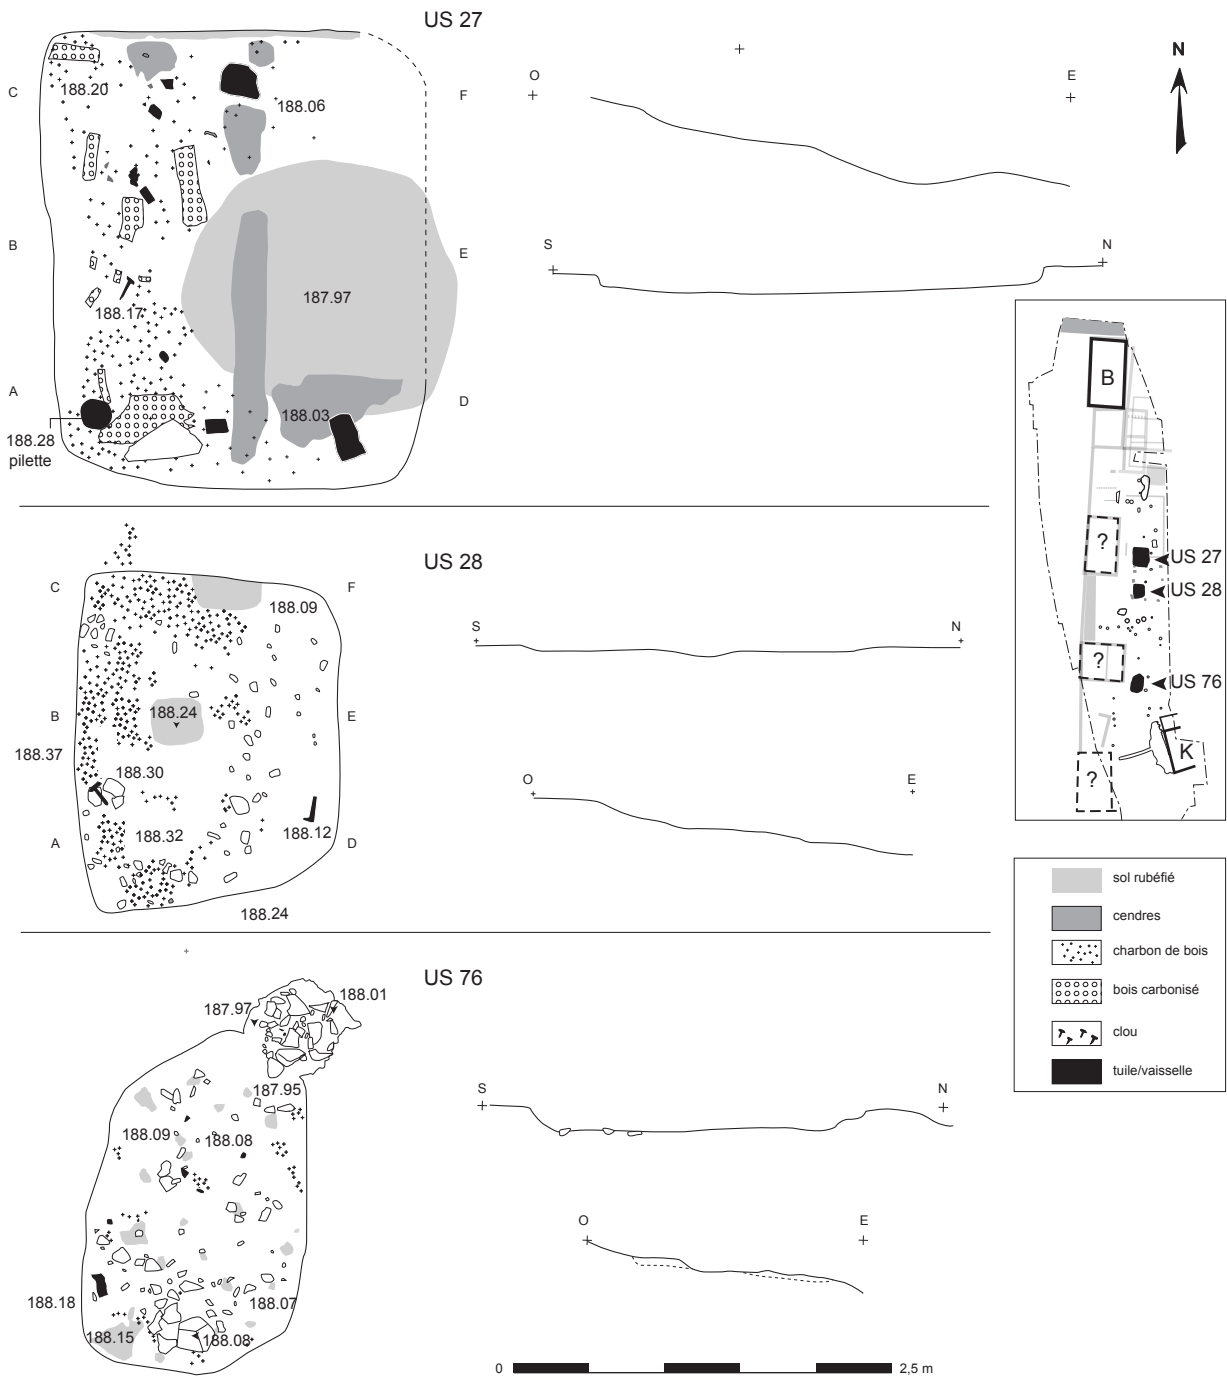 US 27
O
E
N
C
188.20
188.06
F
B
E
S
N
187.97
188.17
A
D
188.03
188.28
pilette
B
?
US 27
US 28
?
US 76
K
?
US 28
C
188.09
F
S
N
B
188.24
E
188.37
188.30
O
E
188.32
188.12
A
D
188.24
sol rubéfié
cendres
charbon de bois
bois carbonisé
clou
tuile/vaisselle
US 76
187.97
188.01
187.95
S
N
188.09
188.08
O
E
188.18
188.07
188.15
188.08
0
2,5 m